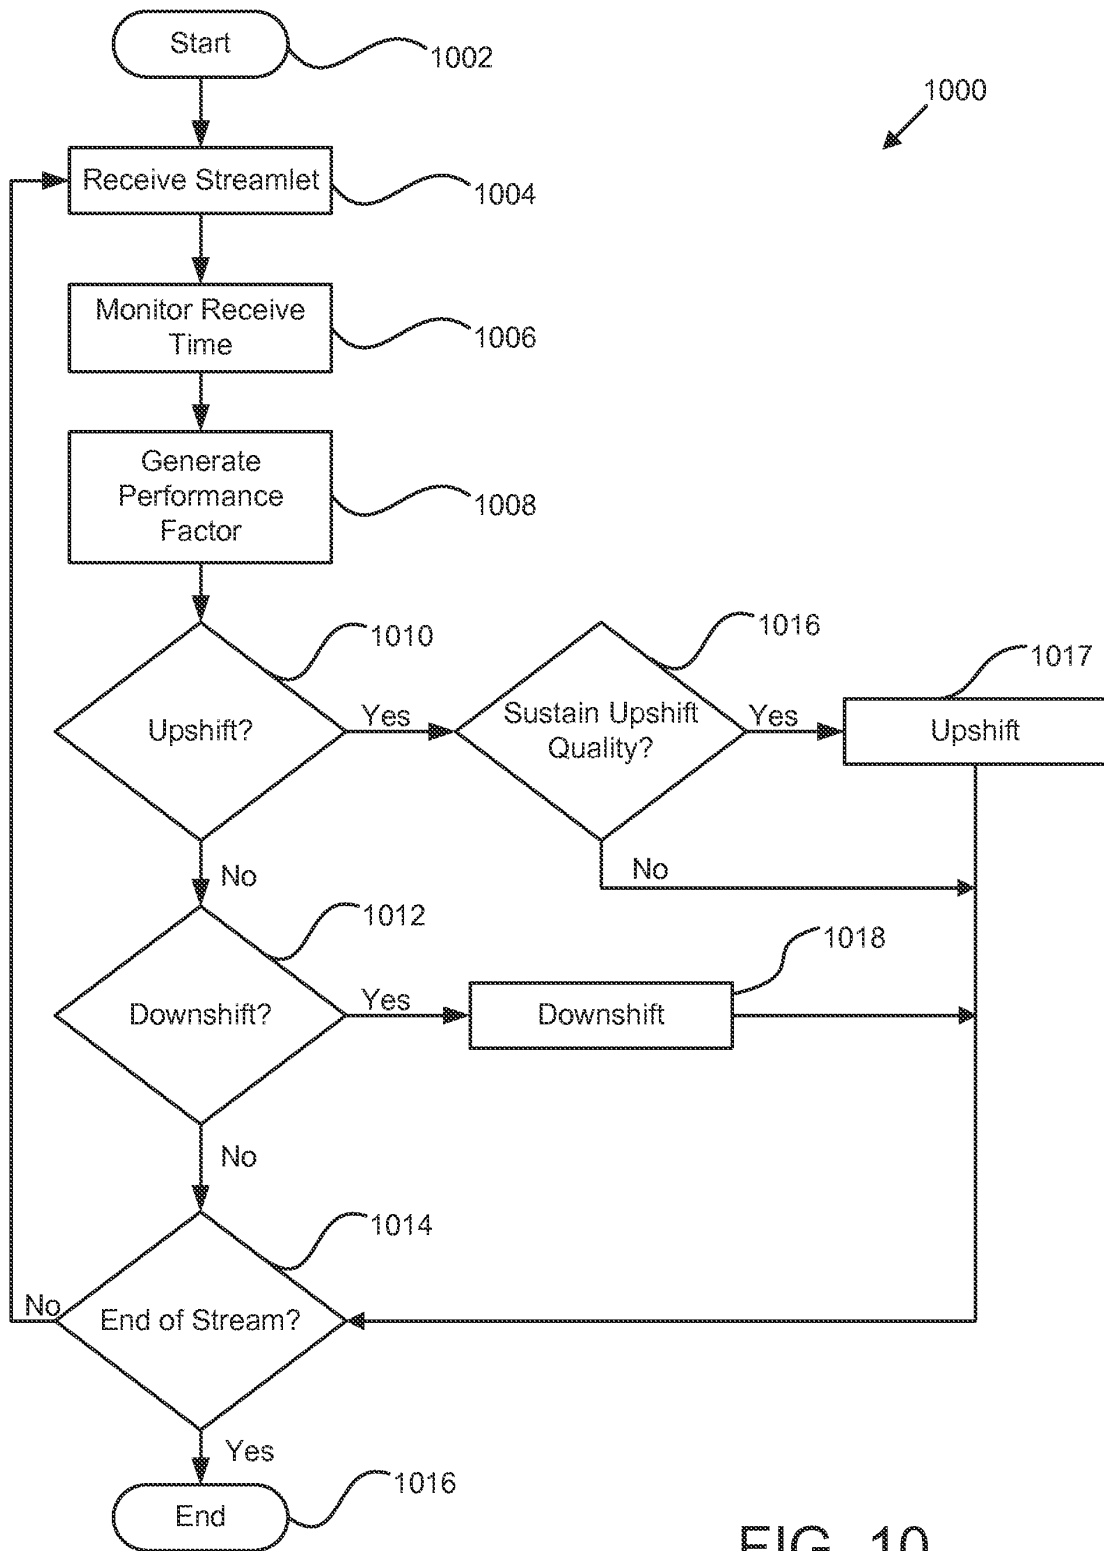 Start
1002
1000
Receive Streamlet
1004
Monitor Receive
Time
1006
Generate
Performance
Factor
1008
1010
1016
1017
Upshift?
Yes
Sustain Upshift
Quality?
Yes
Upshift
No
No
1012
1018
Downshift?
Yes
Downshift
No
1014
No
End of Stream?
Yes
1016
End
FIG. 10